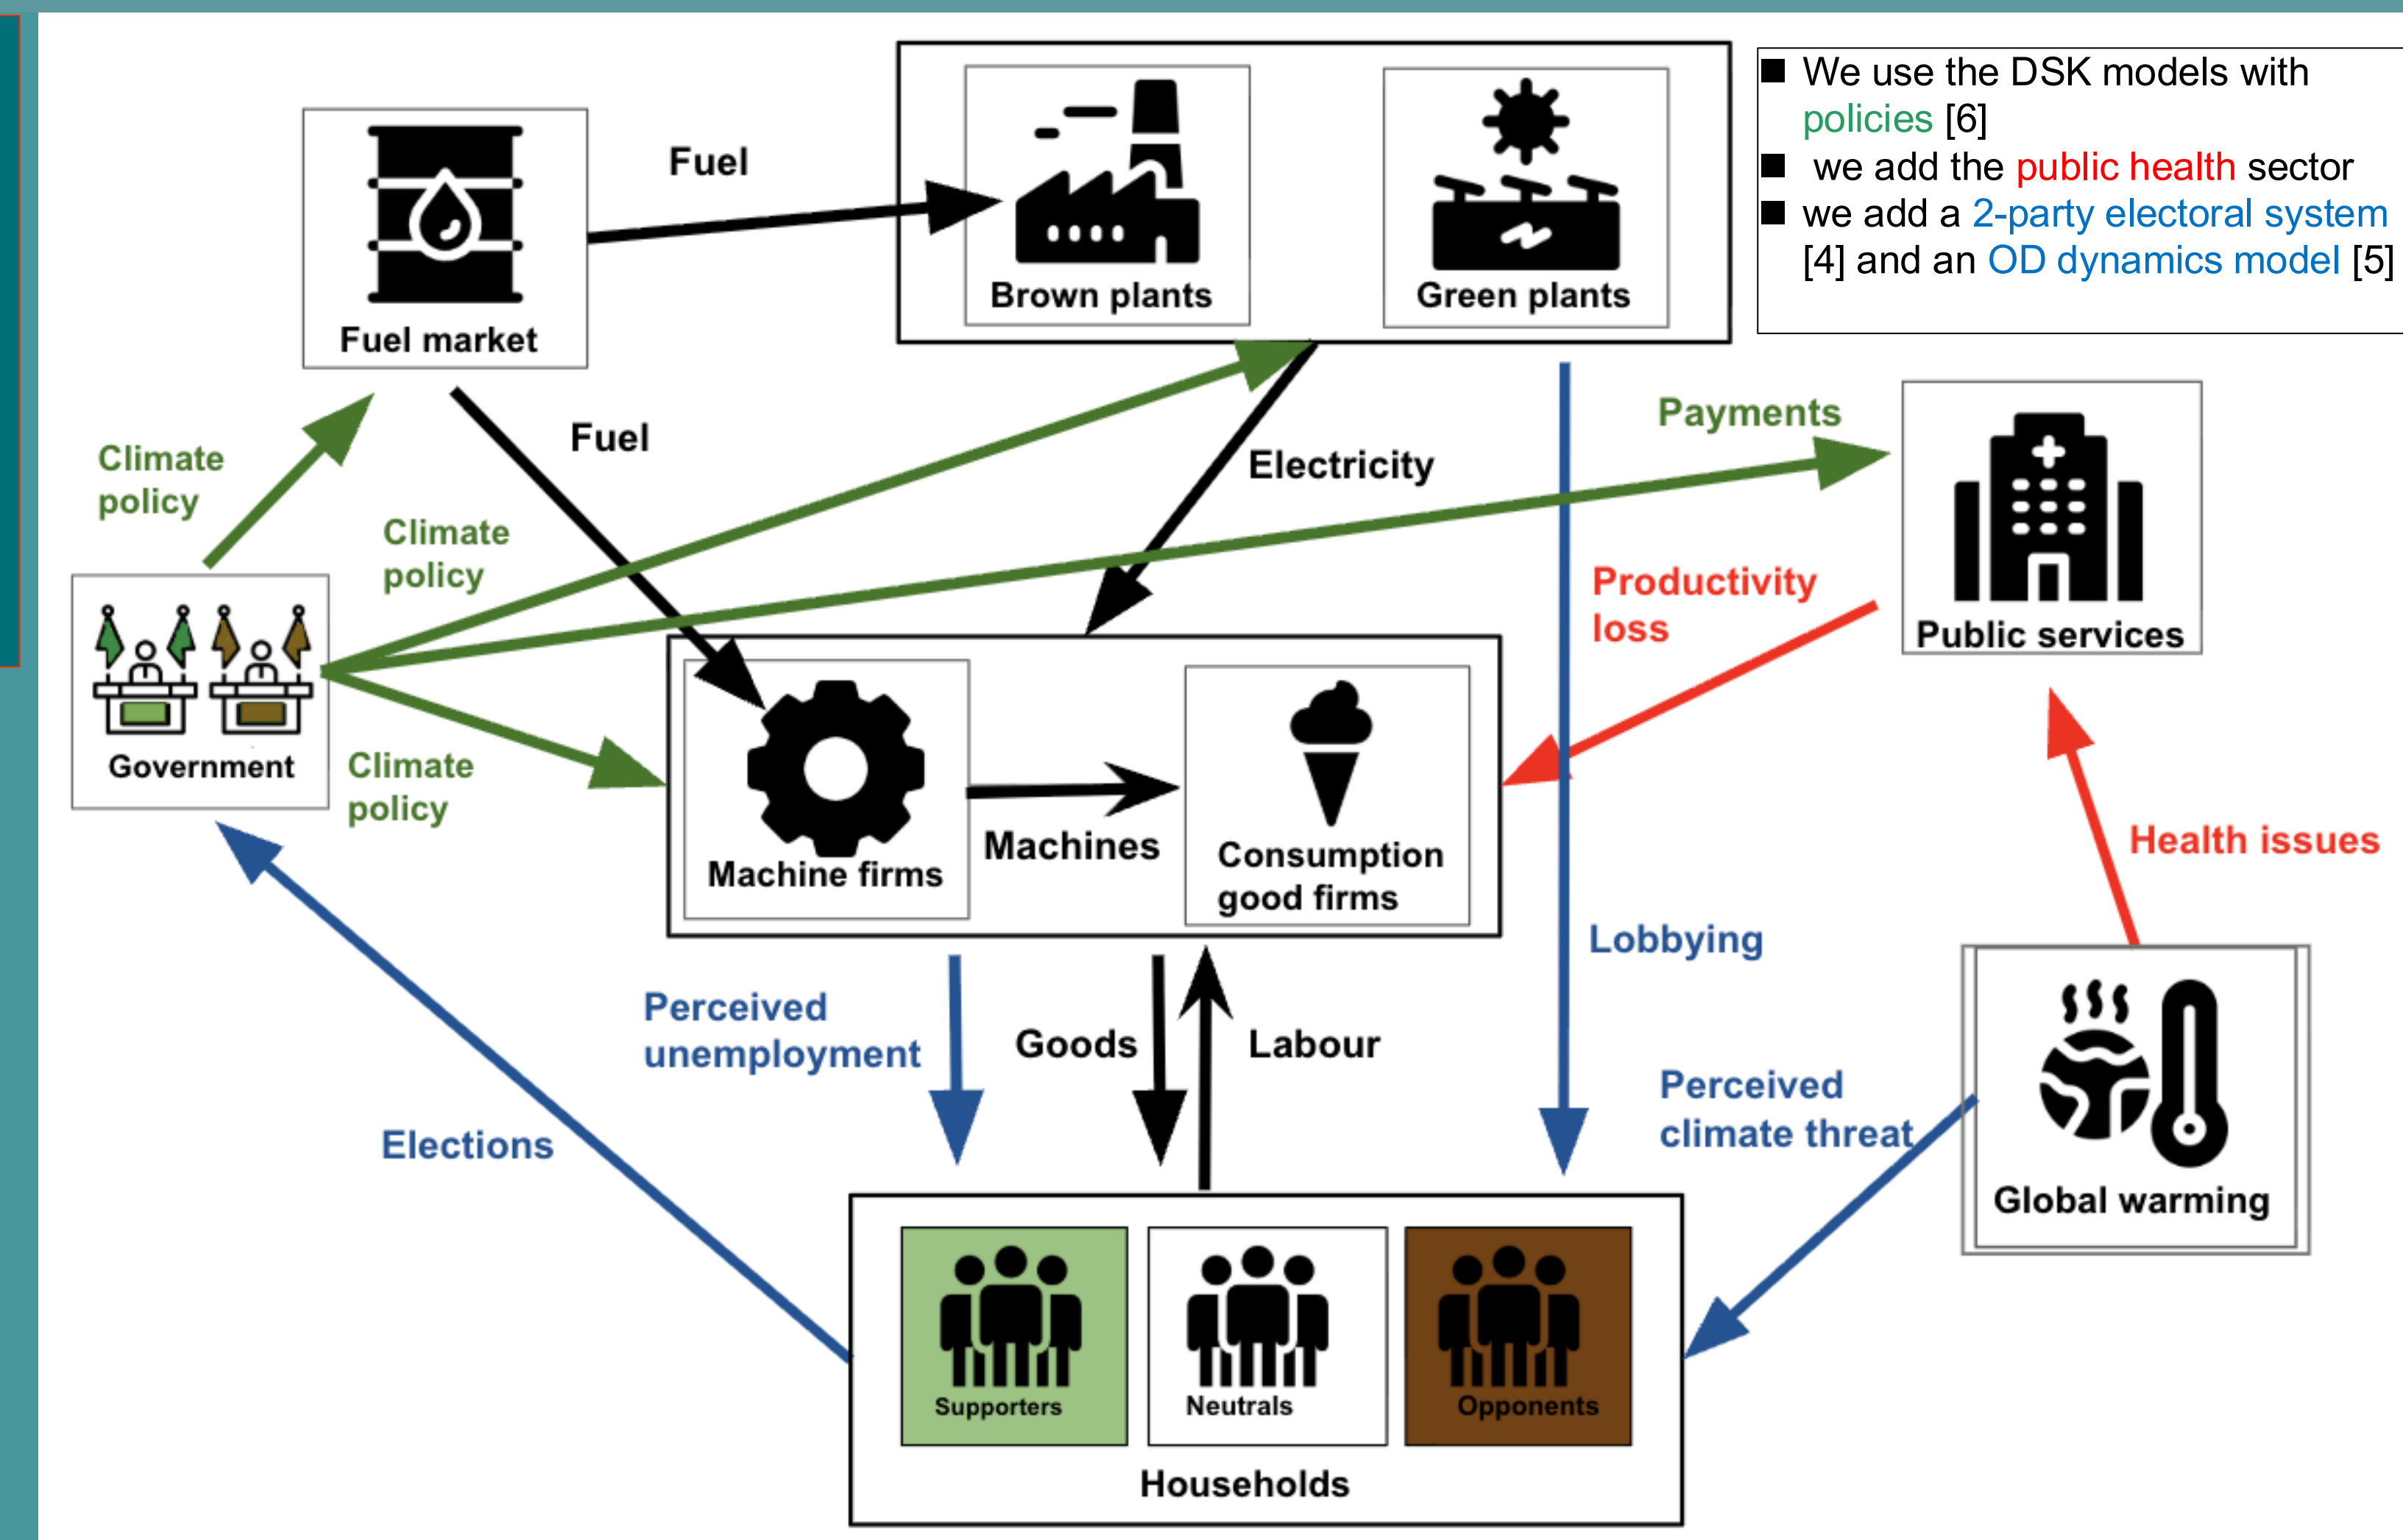 ■ We use the DSK models with
policies [6]
■ we add the public health sector
■ we add a 2-party electoral system
[4] and an OD dynamics model [5]
Fuel
Brown plants
Green plants
Fuel market
Payments
Climate
policy
Fuel
Electricity
Climate
policy
Productivity
loss
Public services
Government
Climate
policy
Machines
Machine firms
Consumption
good firms
Health issues
Lobbying
Perceived
unemployment
Goods
Labour
Perceived
climate threat
Elections
Global warming
Supporters
Neutrals
Opponents
Households